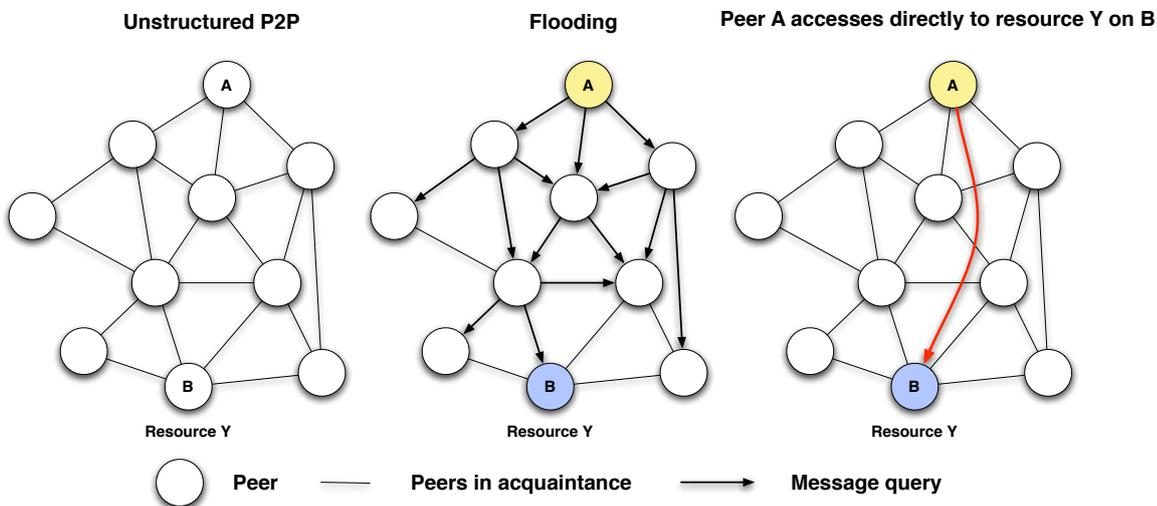 Unstructured P2P
Flooding
Peer A accesses directly to resource Y on B
A
A
A
B
B
B
Resource Y
Resource Y
Resource Y
Peer
Peers in acquaintance
Message query